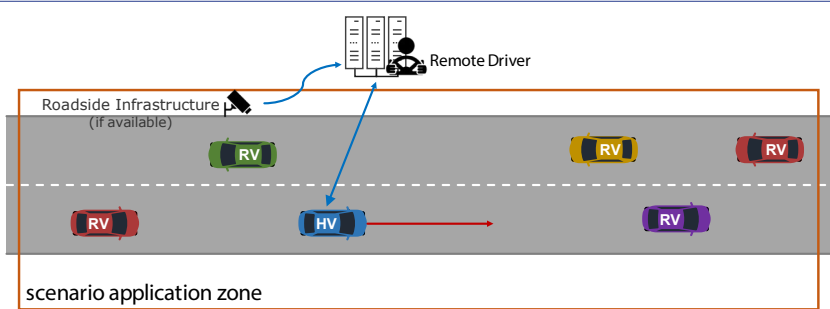 Remote Driver
Roadside Infrastructure
(if available)
RV
RV
RV
RV
HV
RV
scenario application zone